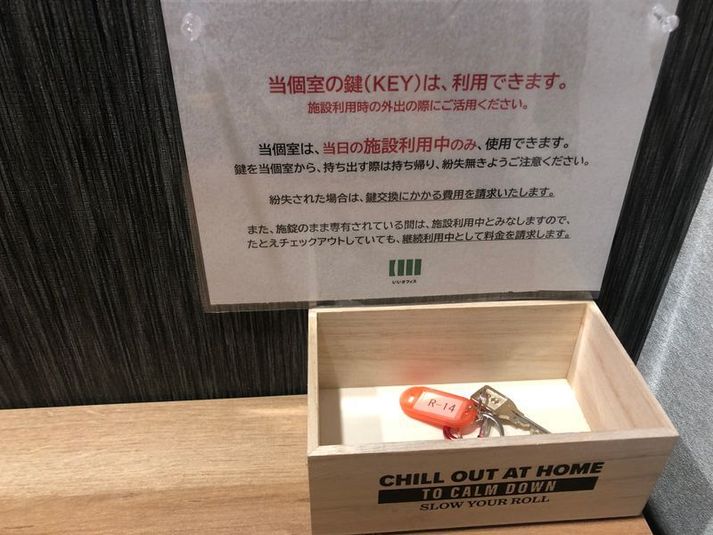 当個室の鍵(KEY)は、利用できます。
施設利用時の外出の際にご活用ください。
当個室は、当日の施設利用中のみ、使用できます。
鍵を当個室から、持ち出す際は持ち帰り、紛失無きようご注意ください。
紛失された場合は、鍵交換にかかる費用を請求いたします。
また、施錠のまま専有されている間は、施設利用中とみなしますので、
たとえチェックアウトしていても、継続利用中として料金を請求します。
いいオフィス
R-14
CHILL OUT AT HOME
TO CALM DOWN
SLOW YOUR ROLL